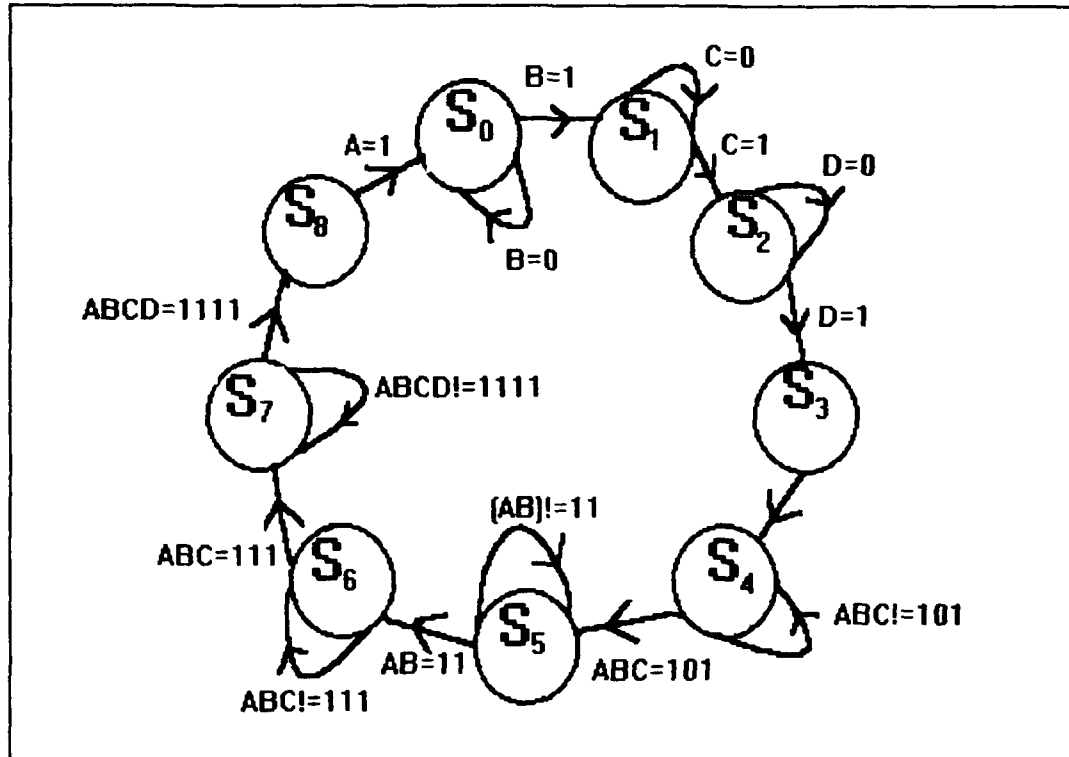 C=0
B=1
S0
S1
A=1
C=1
D=0
S8
S2
B=0
ABCD=1111
D=1
S7
ABCD!=1111
S3
(AB)!=11
ABC=111
S6
S4
ABC!=101
S5
AB=11
ABC=101
ABC!=111